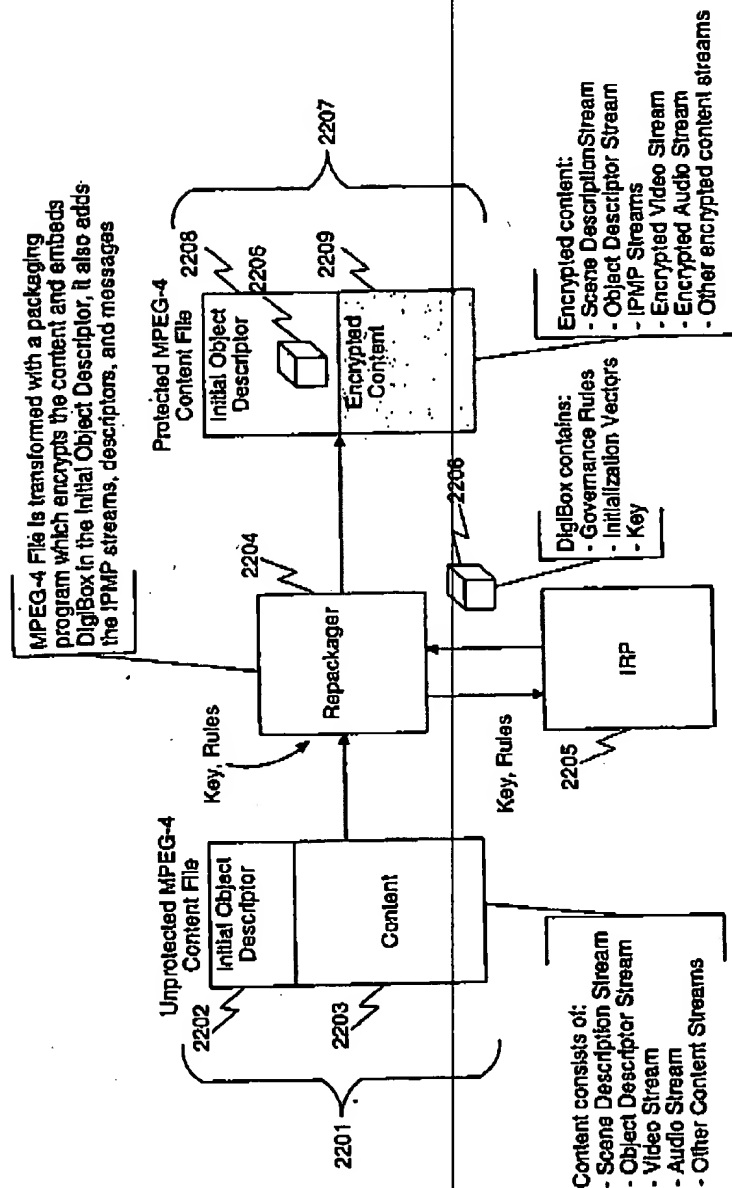 MPEG-4 File is transformed with a packaging
program which encrypts the content and embeds
DigiBox in the Initial Object Descriptor, it also adds
the IPMP streams, descriptors, and messages
Unprotected MPEG-4
Content File
2202
Initial Object
Descriptor
2203
Content
2201
Content consists of:
- Scene Description Stream
- Object Descriptor Stream
- Video Stream
- Audio Stream
- Other Content Streams
Key, Rules
2204
Repackager
Key, Rules
2205
IRP
2206
DigiBox contains:
- Governance Rules
- Initialization Vectors
- Key
Protected MPEG-4
Content File
Initial Object
Descriptor
Encrypted
Content
2208
2206
2209
2207
Encrypted content:
- Scene DescriptionStream
- Object Descriptor Stream
- IPMP Streams
- Encrypted Video Stream
- Encrypted Audio Stream
- Other encrypted content streams